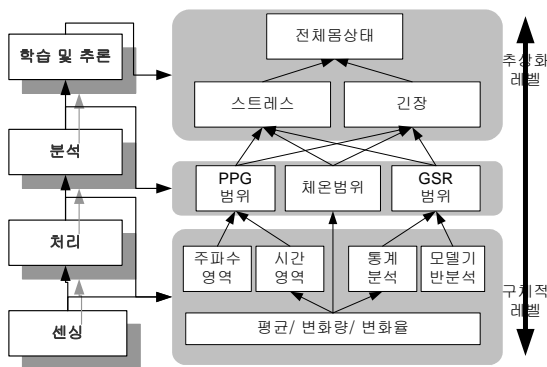 전체몸상태
학습 및 추론
추상화
레벨
스트레스
긴장
분석
PPG
범위
체온범위
GSR
범위
처리
주파수
영역
시간
영역
통계
분석
모델기
반분석
구체적
레벨
센싱
평균/ 변화량/ 변화율